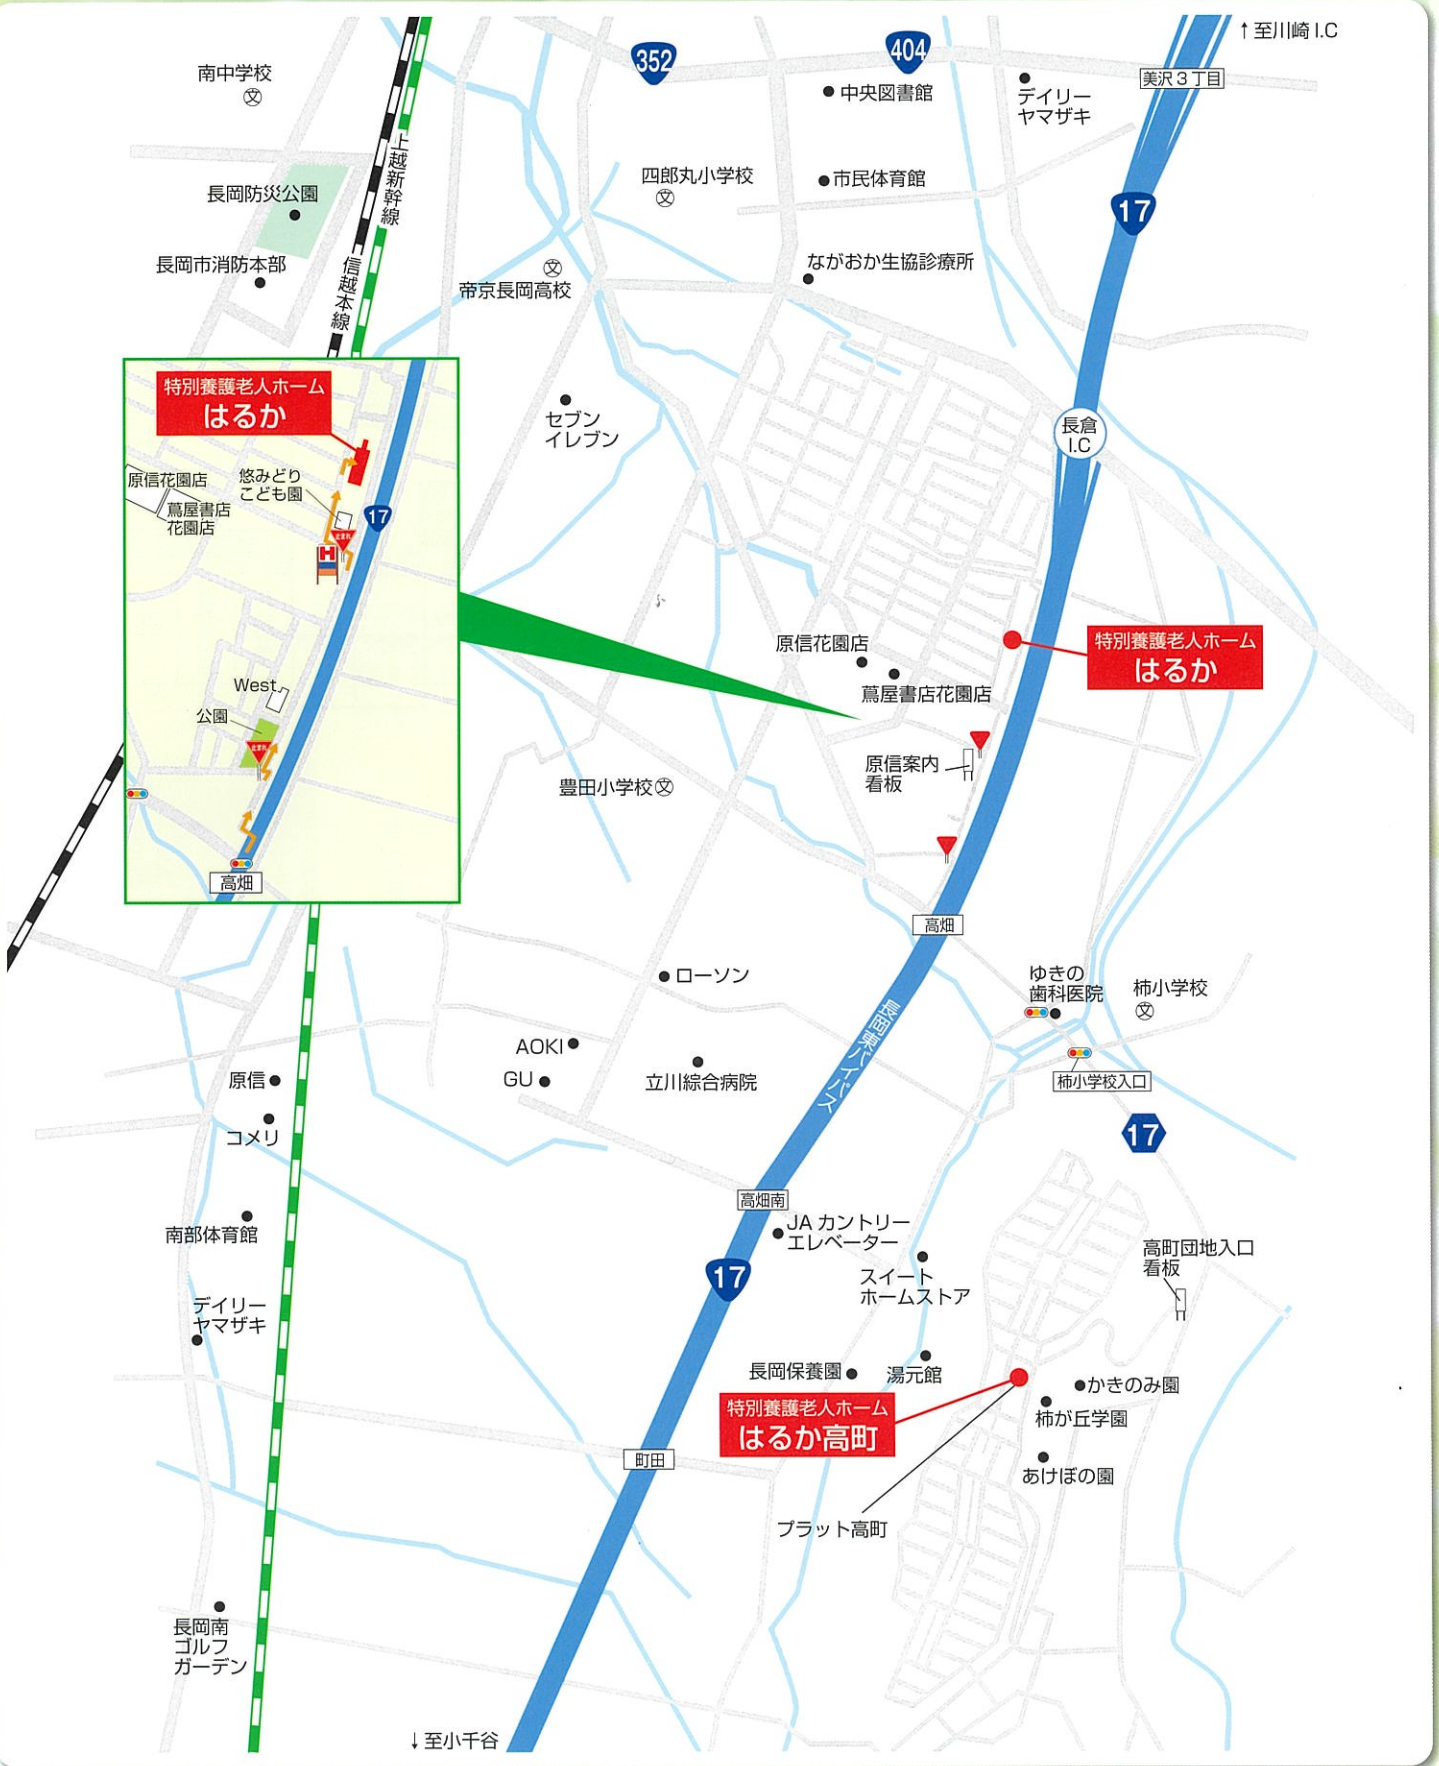 ↑至川崎 I.C
352
404
美沢3丁目
南中学校
文
中央図書館
デイリー
ヤマザキ
上越新幹線
四郎丸小学校
文
市民体育館
長岡防災公園
17
長岡市消防本部
信越本線
文
帝京長岡高校
ながおか生協診療所
特別養護老人ホーム
はるか
セブン
イレブン
長倉
I.C
原信花園店
悠みどり
こども園
蔦屋書店
花園店
17
止まれ
H
特別養護老人ホーム
はるか
原信花園店
蔦屋書店花園店
West
公園
止まれ
原信案内
看板
豊田小学校
文
高畑
高畑
ローソン
ゆきの
歯科医院
柿小学校
文
長岡東バイパス
AOKI
GU
立川綜合病院
原信
柿小学校入口
コメリ
17
高畑南
JA カントリー
エレベーター
南部体育館
17
高町団地入口
看板
スイート
ホームストア
デイリー
ヤマザキ
長岡保養園
湯元館
かきのみ園
特別養護老人ホーム
はるか高町
柿が丘学園
町田
あけぼの園
プラット高町
長岡南
ゴルフ
ガーデン
↓至小千谷